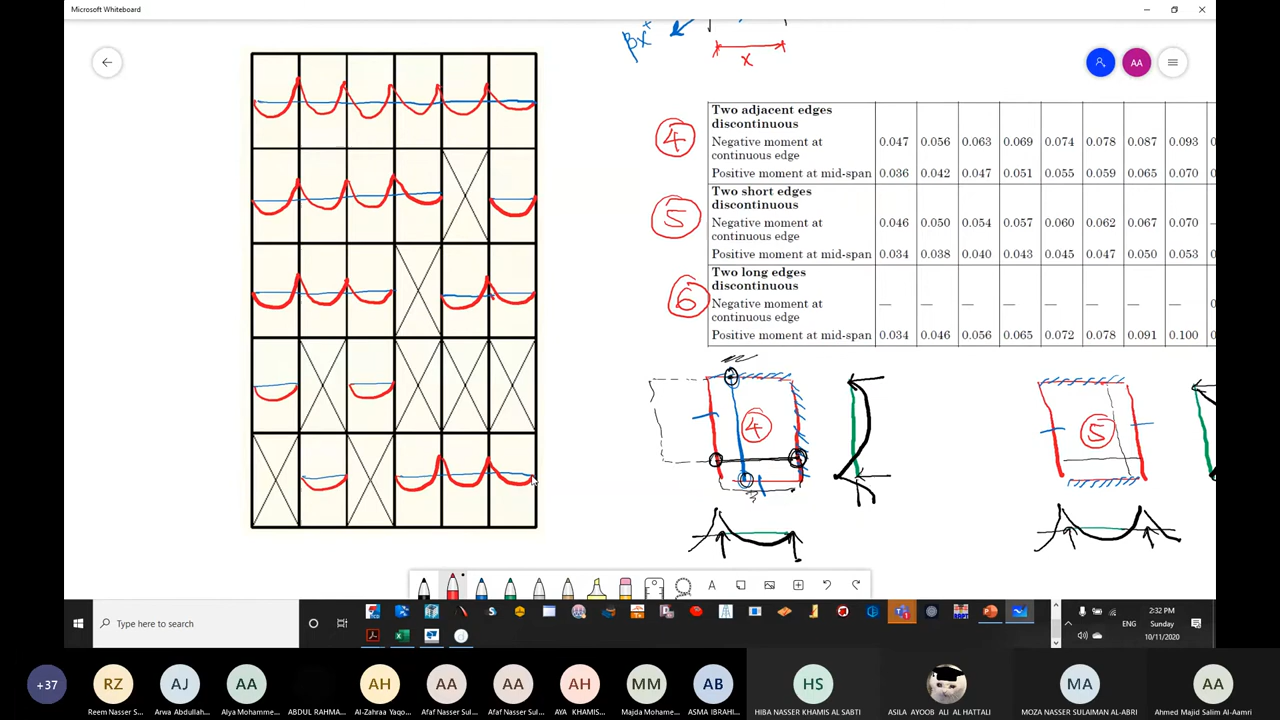 Microsoft Whiteboard
βx⁺
x
Two adjacent edges
discontinuous
Negative moment at 0.047 0.056 0.063 0.069 0.074 0.078 0.087 0.093
continuous edge
Positive moment at mid-span 0.036 0.042 0.047 0.051 0.055 0.059 0.065 0.070
4
Two short edges
discontinuous
Negative moment at 0.046 0.050 0.054 0.057 0.060 0.062 0.067 0.070
continuous edge
Positive moment at mid-span 0.034 0.038 0.040 0.043 0.045 0.047 0.050 0.053
5
Two long edges
discontinuous
Negative moment at — — — — — — — —
continuous edge
Positive moment at mid-span 0.034 0.046 0.056 0.065 0.072 0.078 0.091 0.100
6
4
5
AA
A
Type here to search
ENG
2:32 PM
Sunday
10/11/2020
+37
RZ
Reem Nasser S...
AJ
Arwa Abdullah...
AA
Alya Mohamme...
ABDUL RAHMA...
AH
Al-Zahraa Yaqo...
AA
Afaf Nasser Sul...
AA
Afaf Nasser Sul...
AH
AYA KHAMIS ...
MM
Majda Mohame...
AB
ASMA IBRAHI...
HS
HIBA NASSER KHAMIS AL SABTI
ASILA AYOOB ALI AL HATTALI
MA
MOZA NASSER SULAIMAN AL-ABRI
AA
Ahmed Majid Salim Al-Aamri